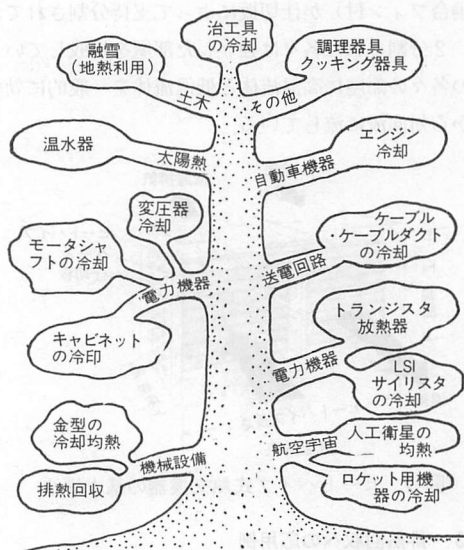 治工具
の冷却
融雪
(地熱利用)
土木
調理器具
クッキング器具
その他
温水器
太陽熱
エンジン
冷却
自動車機器
変圧器
冷却
モータシャ
フトの冷却
電力機器
キャビネット
の冷印
ケーブル
・ケーブルダクト
の冷却
送電回路
トランジスタ
放熱器
電力機器
LSI
サイリスタ
の冷却
金型の
冷却均熱
機械設備
排熱回収
航空宇宙
人工衛星の
均熱
ロケット用機
器の冷却